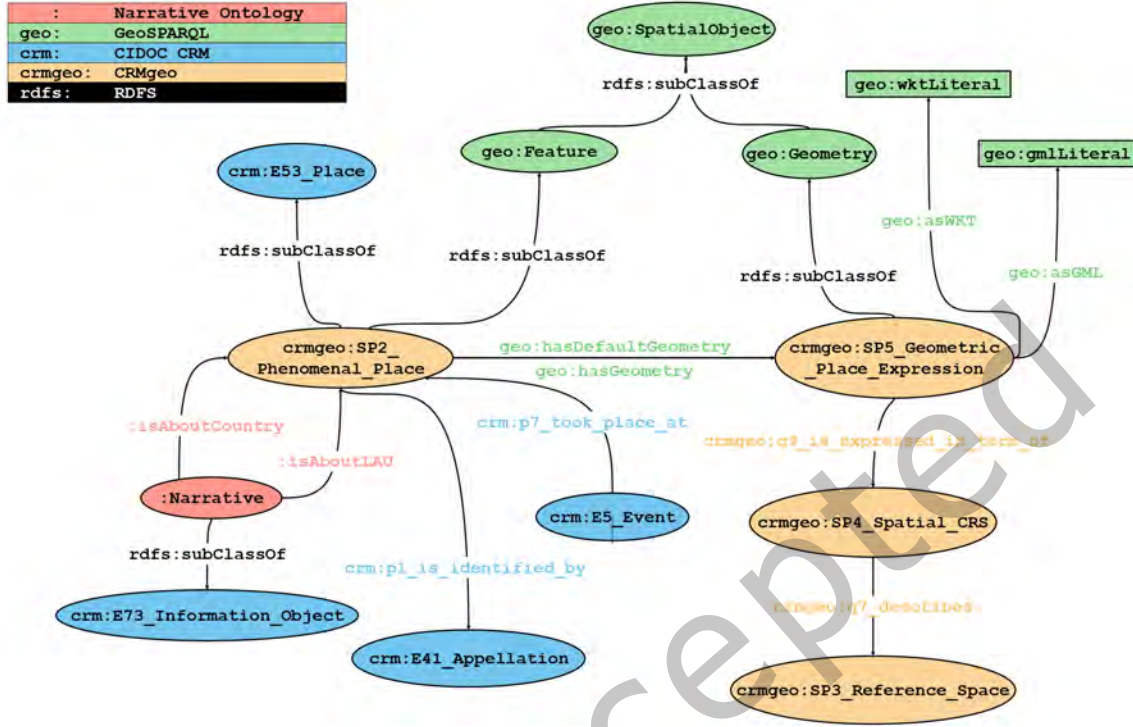 : Narrative Ontology
geo: GeoSPARQL
crm: CIDOC CRM
crmgeo: CRMgeo
rdfs: RDFS
geo:SpatialObject
rdfs:subClassOf
geo:wktLiteral
geo:Feature
geo:Geometry
geo:gmlLiteral
crm:E53_Place
geo:asWKT
rdfs:subClassOf
rdfs:subClassOf
rdfs:subClassOf
geo:asGML
crmgeo:SP2_
Phenomenal_Place
geo:hasDefaultGeometry
geo:hasGeometry
crmgeo:SP5_Geometric
_Place_Expression
:isAboutCountry
crm:p7_took_place_at
crmgeo:q9_is_expressed_in_term_of
:isAboutLAU
:Narrative
crm:E5_Event
crmgeo:SP4_Spatial_CRS
rdfs:subClassOf
crm:p1_is_identified_by
crmgeo:q7_describes
crm:E73_Information_Object
crm:E41_Appellation
crmgeo:SP3_Reference_Space
cepted